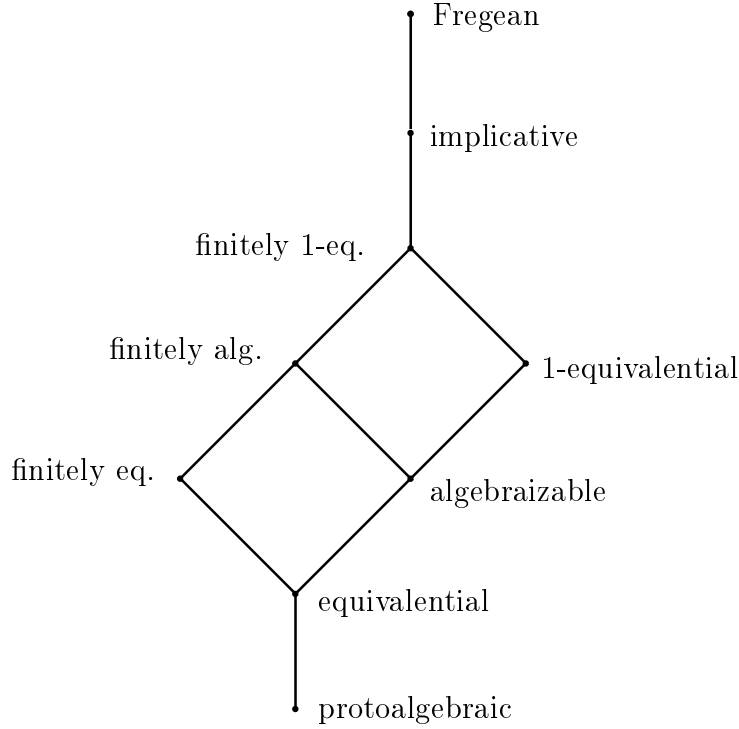 Fregean
implicative
finitely 1-eq.
finitely alg.
1-equivalential
finitely eq.
algebraizable
equivalential
protoalgebraic